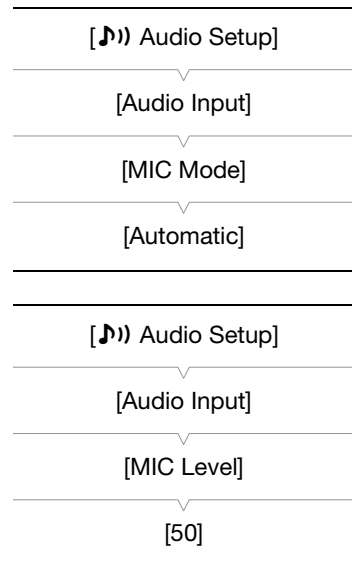 [♪)) Audio Setup]
[Audio Input]
[MIC Mode]
[Automatic]
[♪)) Audio Setup]
[Audio Input]
[MIC Level]
[50]